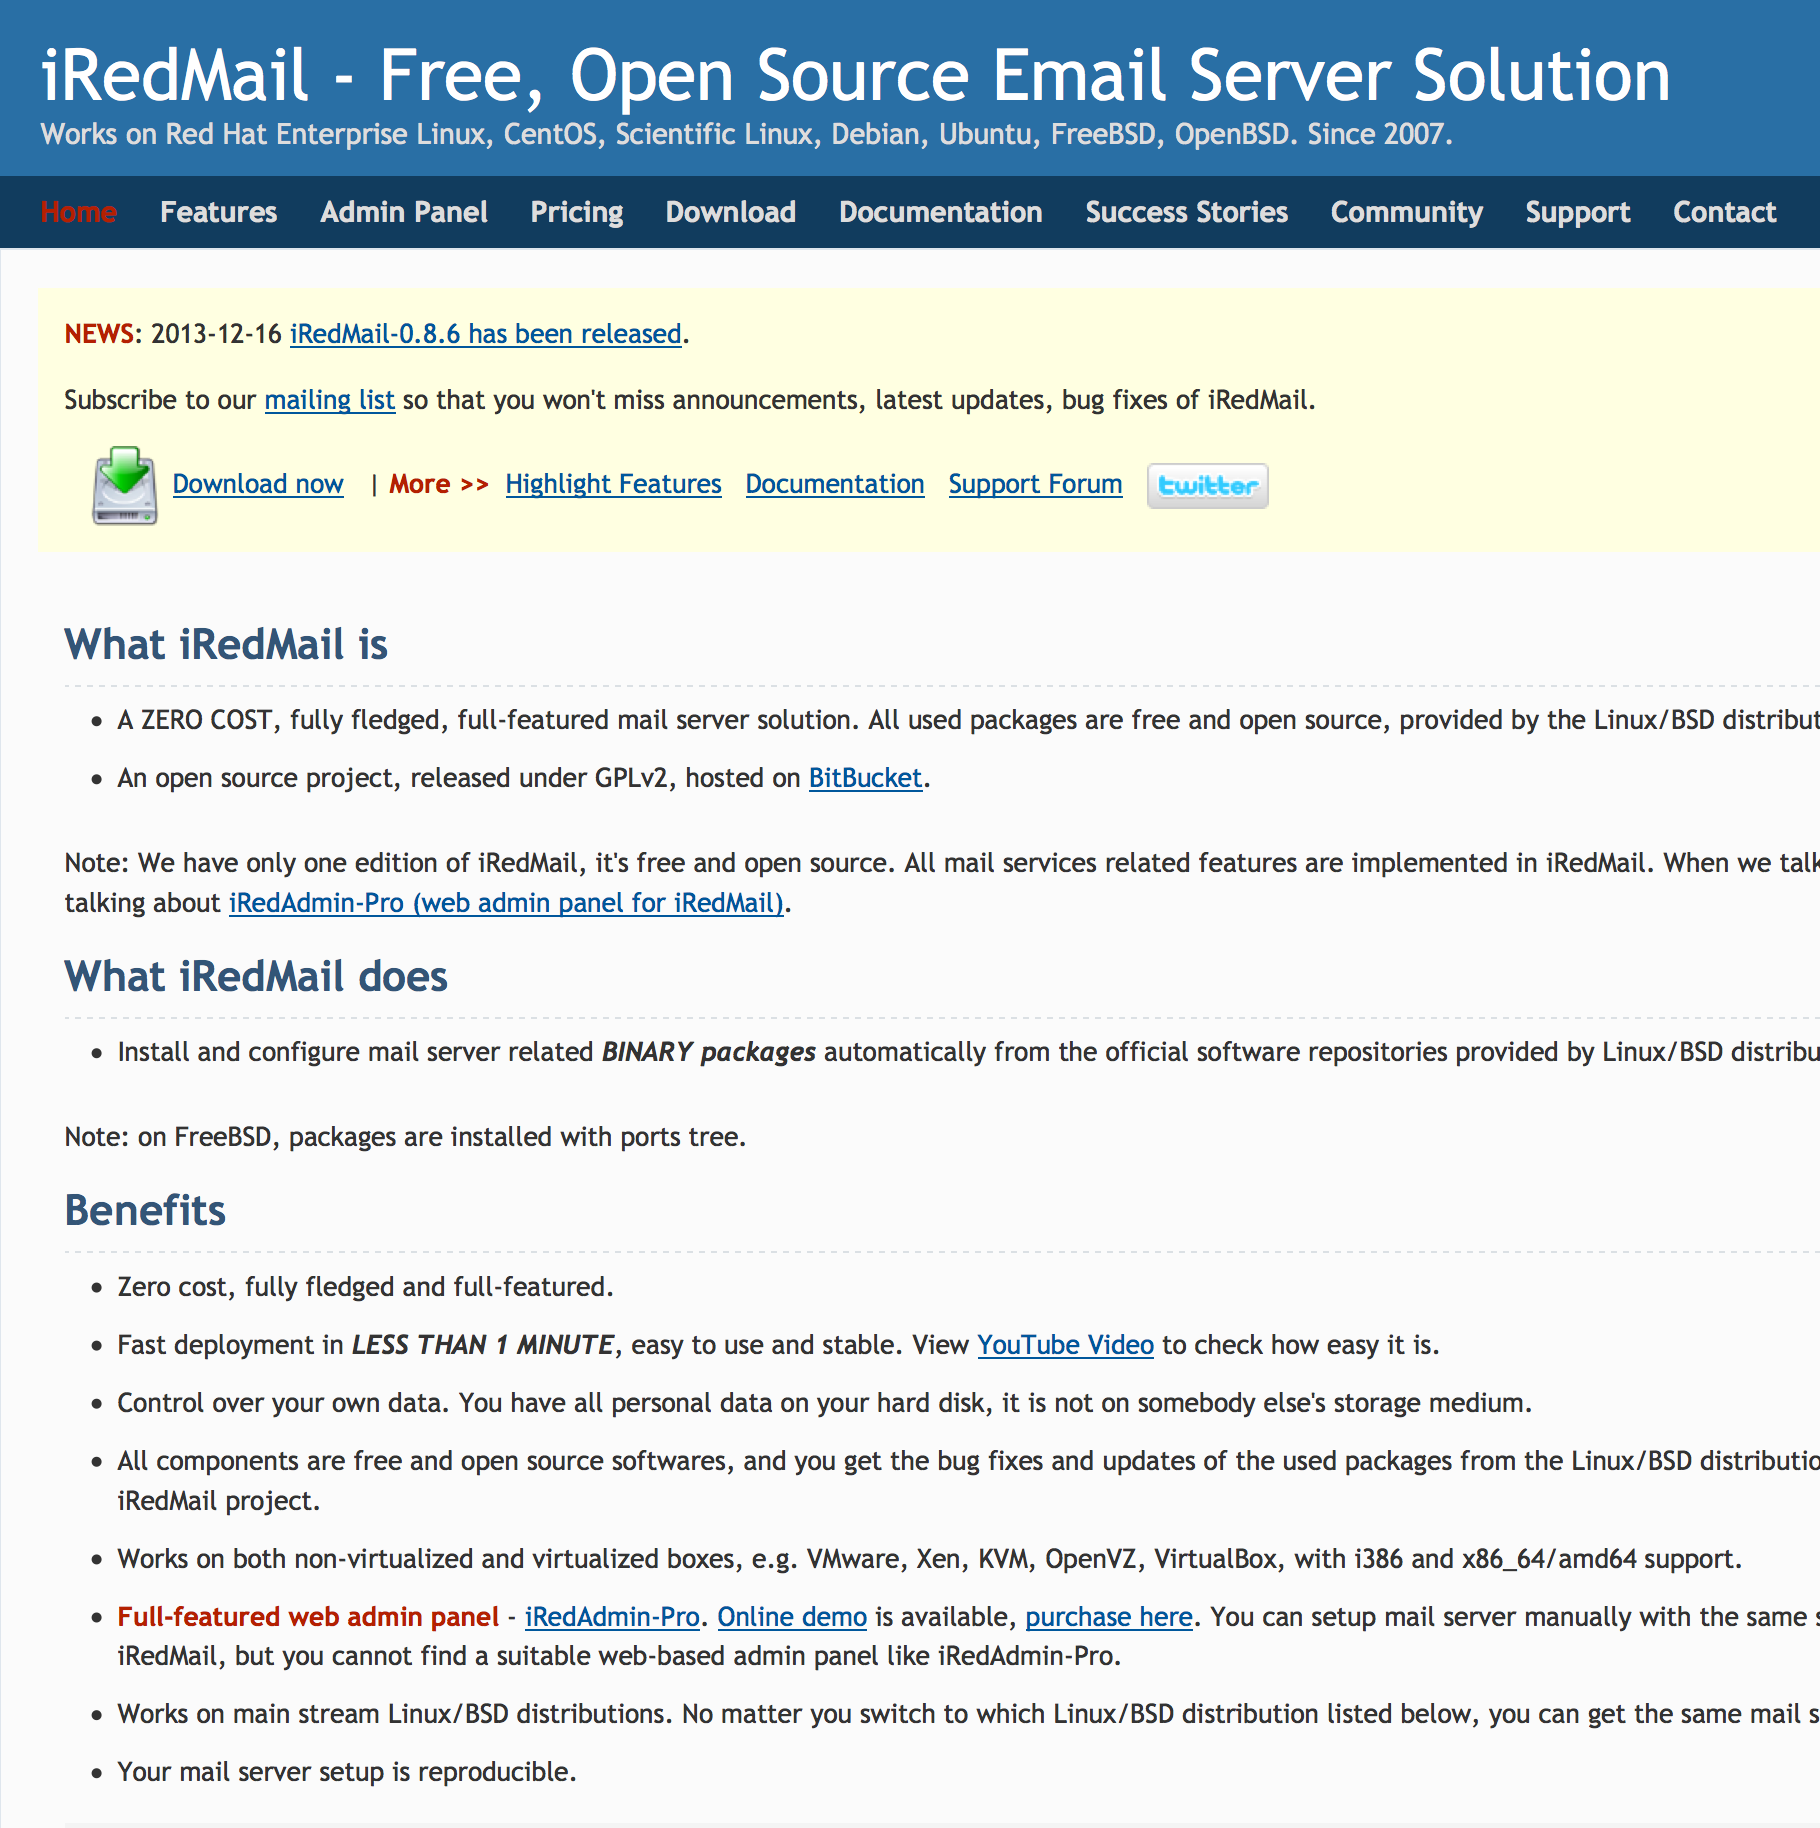 iRedMail - Free, Open Source Email Server Solution
Works on Red Hat Enterprise Linux, CentOS, Scientific Linux, Debian, Ubuntu, FreeBSD, OpenBSD. Since 2007.
Home Features Admin Panel Pricing Download Documentation Success Stories Community Support Contact
NEWS: 2013-12-16 iRedMail-0.8.6 has been released.
Subscribe to our mailing list so that you won't miss announcements, latest updates, bug fixes of iRedMail.
Download now | More >> Highlight Features Documentation Support Forum twitter
What iRedMail is
• A ZERO COST, fully fledged, full-featured mail server solution. All used packages are free and open source, provided by the Linux/BSD
• An open source project, released under GPLv2, hosted on BitBucket.
Note: We have only one edition of iRedMail, it's free and open source. All mail services related features are implemented in iRedMail. When we talk
talking about iRedAdmin-Pro (web admin panel for iRedMail).
What iRedMail does
• Install and configure mail server related BINARY packages automatically from the official software repositories provided by Linux/BSD
Note: on FreeBSD, packages are installed with ports tree.
Benefits
• Zero cost, fully fledged and full-featured.
• Fast deployment in LESS THAN 1 MINUTE, easy to use and stable. View YouTube Video to check how easy it is.
• Control over your own data. You have all personal data on your hard disk, it is not on somebody else's storage medium.
• All components are free and open source softwares, and you get the bug fixes and updates of the used packages from the Linux/BSD
iRedMail project.
• Works on both non-virtualized and virtualized boxes, e.g. VMware, Xen, KVM, OpenVZ, VirtualBox, with i386 and x86_64/amd64 support.
• Full-featured web admin panel - iRedAdmin-Pro. Online demo is available, purchase here. You can setup mail server manually with the same
iRedMail, but you cannot find a suitable web-based admin panel like iRedAdmin-Pro.
• Works on main stream Linux/BSD distributions. No matter you switch to which Linux/BSD distribution listed below, you can get the same mail
• Your mail server setup is reproducible.